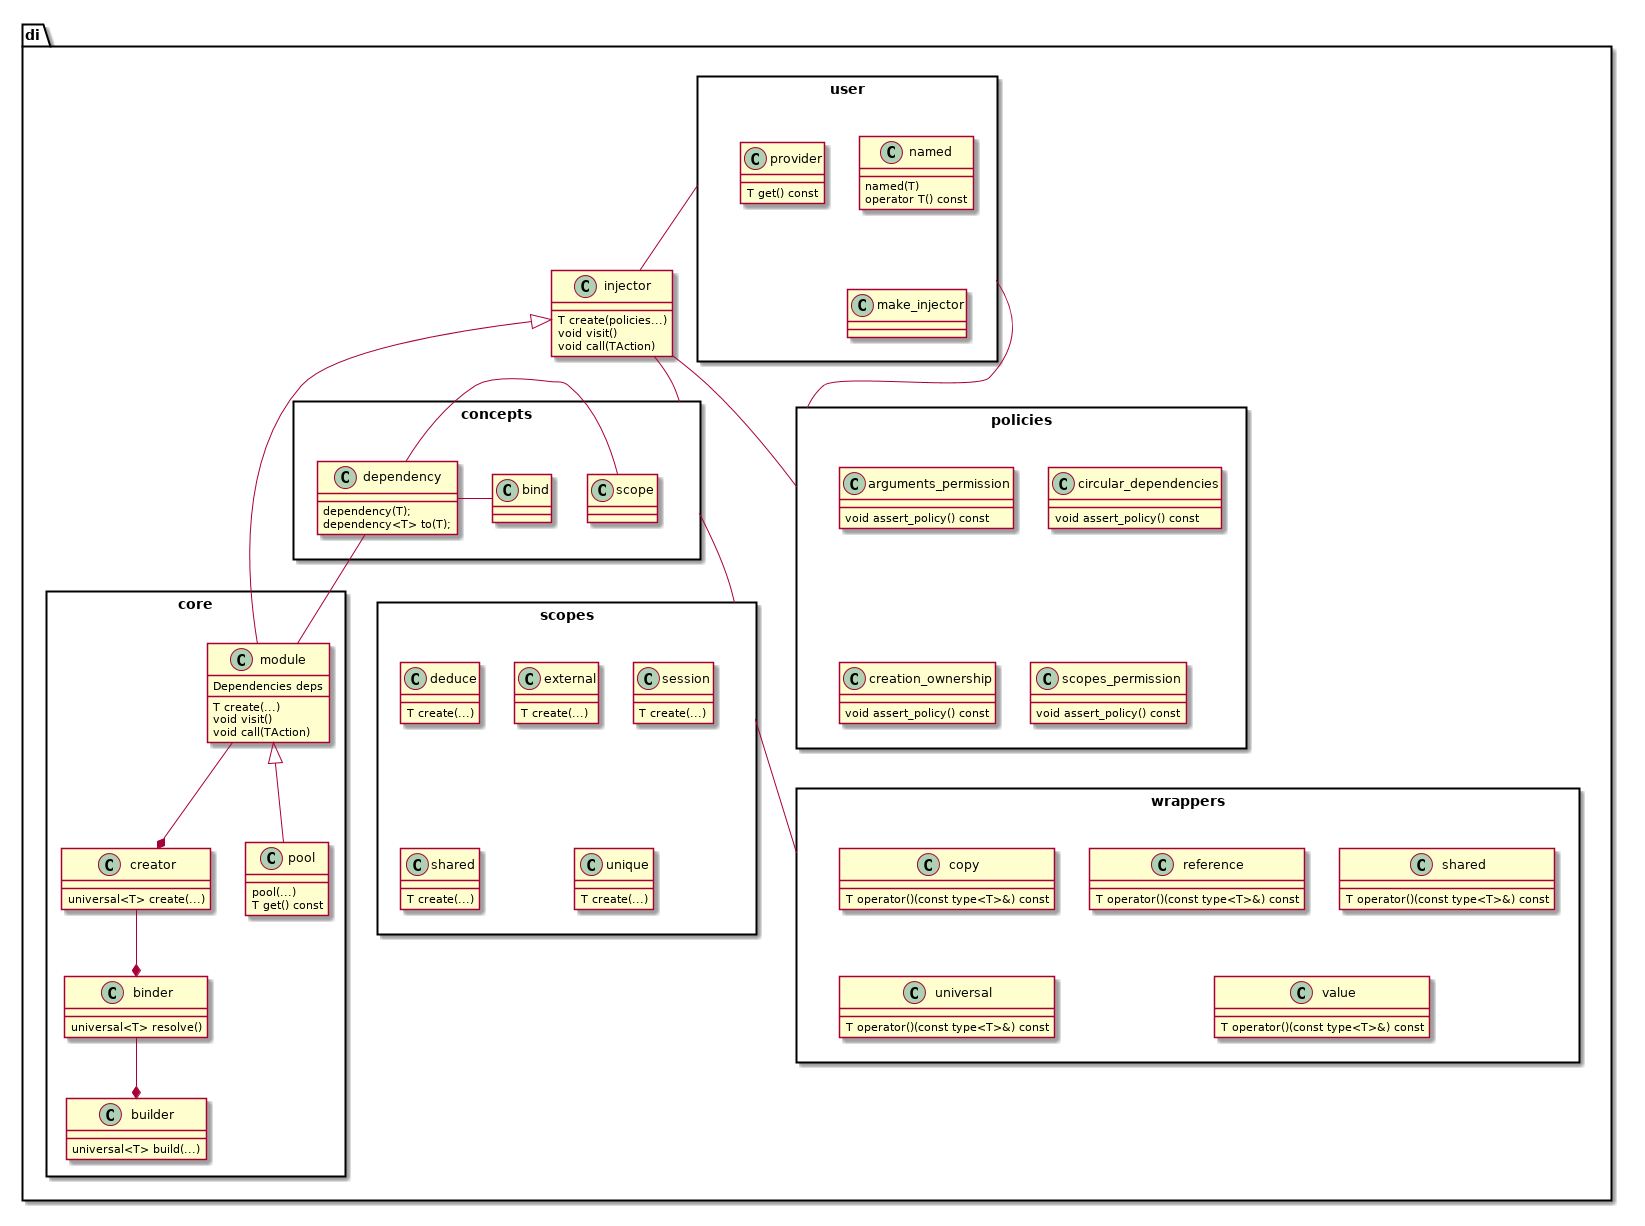 di
user
C provider
T get() const
C named
named(T)
operator T() const
C make_injector
C injector
T create(policies...)
void visit()
void call(TAction)
concepts
C dependency
dependency(T);
dependency<T> to(T);
C bind
C scope
policies
C arguments_permission
void assert_policy() const
C circular_dependencies
void assert_policy() const
C creation_ownership
void assert_policy() const
C scopes_permission
void assert_policy() const
core
C module
Dependencies deps
T create(...)
void visit()
void call(TAction)
C creator
universal<T> create(...)
C pool
pool(...)
T get() const
C binder
universal<T> resolve()
C builder
universal<T> build(...)
scopes
C deduce
T create(...)
C external
T create(...)
C session
T create(...)
C shared
T create(...)
C unique
T create(...)
wrappers
C copy
T operator()(const type<T>&) const
C reference
T operator()(const type<T>&) const
C shared
T operator()(const type<T>&) const
C universal
T operator()(const type<T>&) const
C value
T operator()(const type<T>&) const